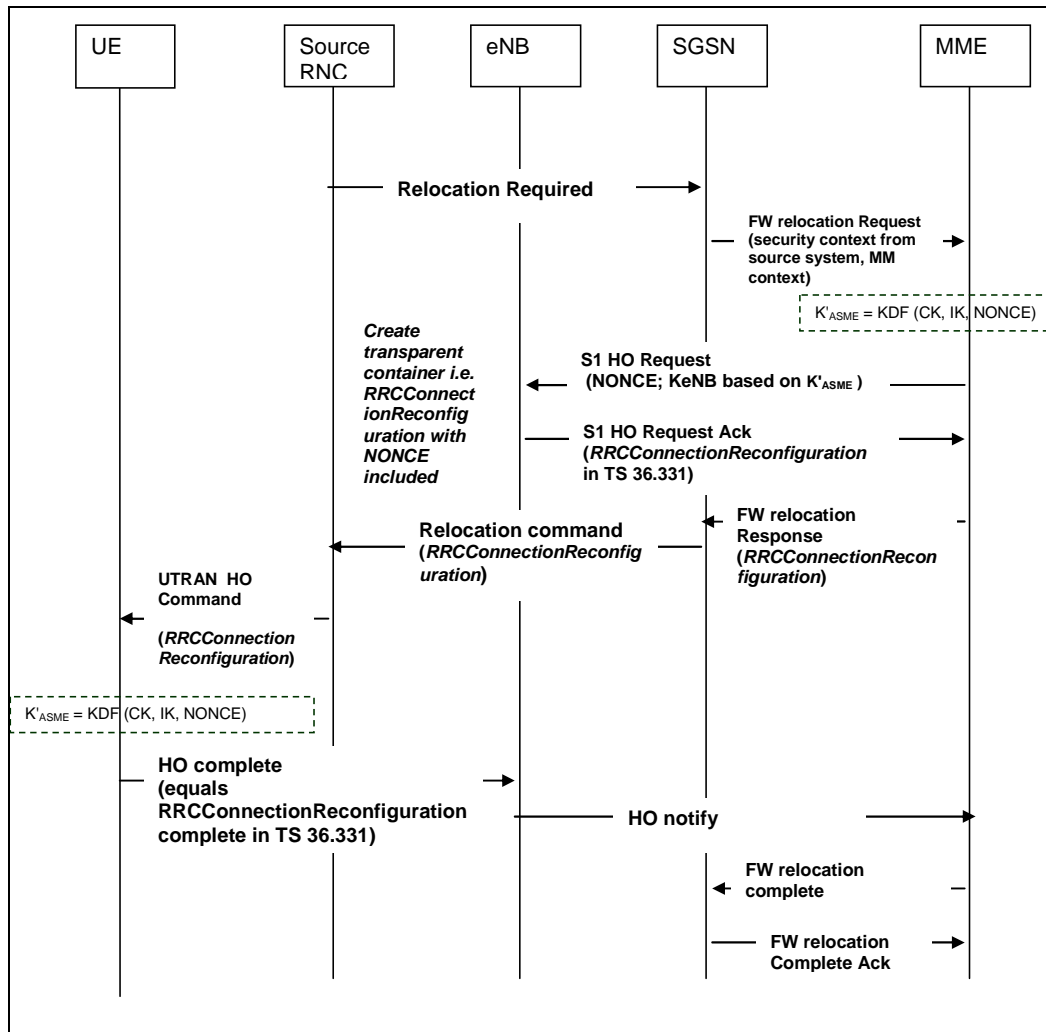 UE
Source
RNC
eNB
SGSN
MME
Relocation Required
FW relocation Request
(security context from
source system, MM
context)
K'ASME = KDF (CK, IK, NONCE)
Create
transparent
container i.e.
RRCConnect
ionReconfig
uration with
NONCE
included
S1 HO Request
(NONCE; KeNB based on K'ASME )
S1 HO Request Ack
(RRCConnectionReconfiguration
in TS 36.331)
FW relocation
Response
(RRCConnectionRecon
figuration)
Relocation command
(RRCConnectionReconfig
uration)
UTRAN HO
Command
(RRCConnection
Reconfiguration)
K'ASME = KDF (CK, IK, NONCE)
HO complete
(equals
RRCConnectionReconfiguration
complete in TS 36.331)
HO notify
FW relocation
complete
FW relocation
Complete Ack